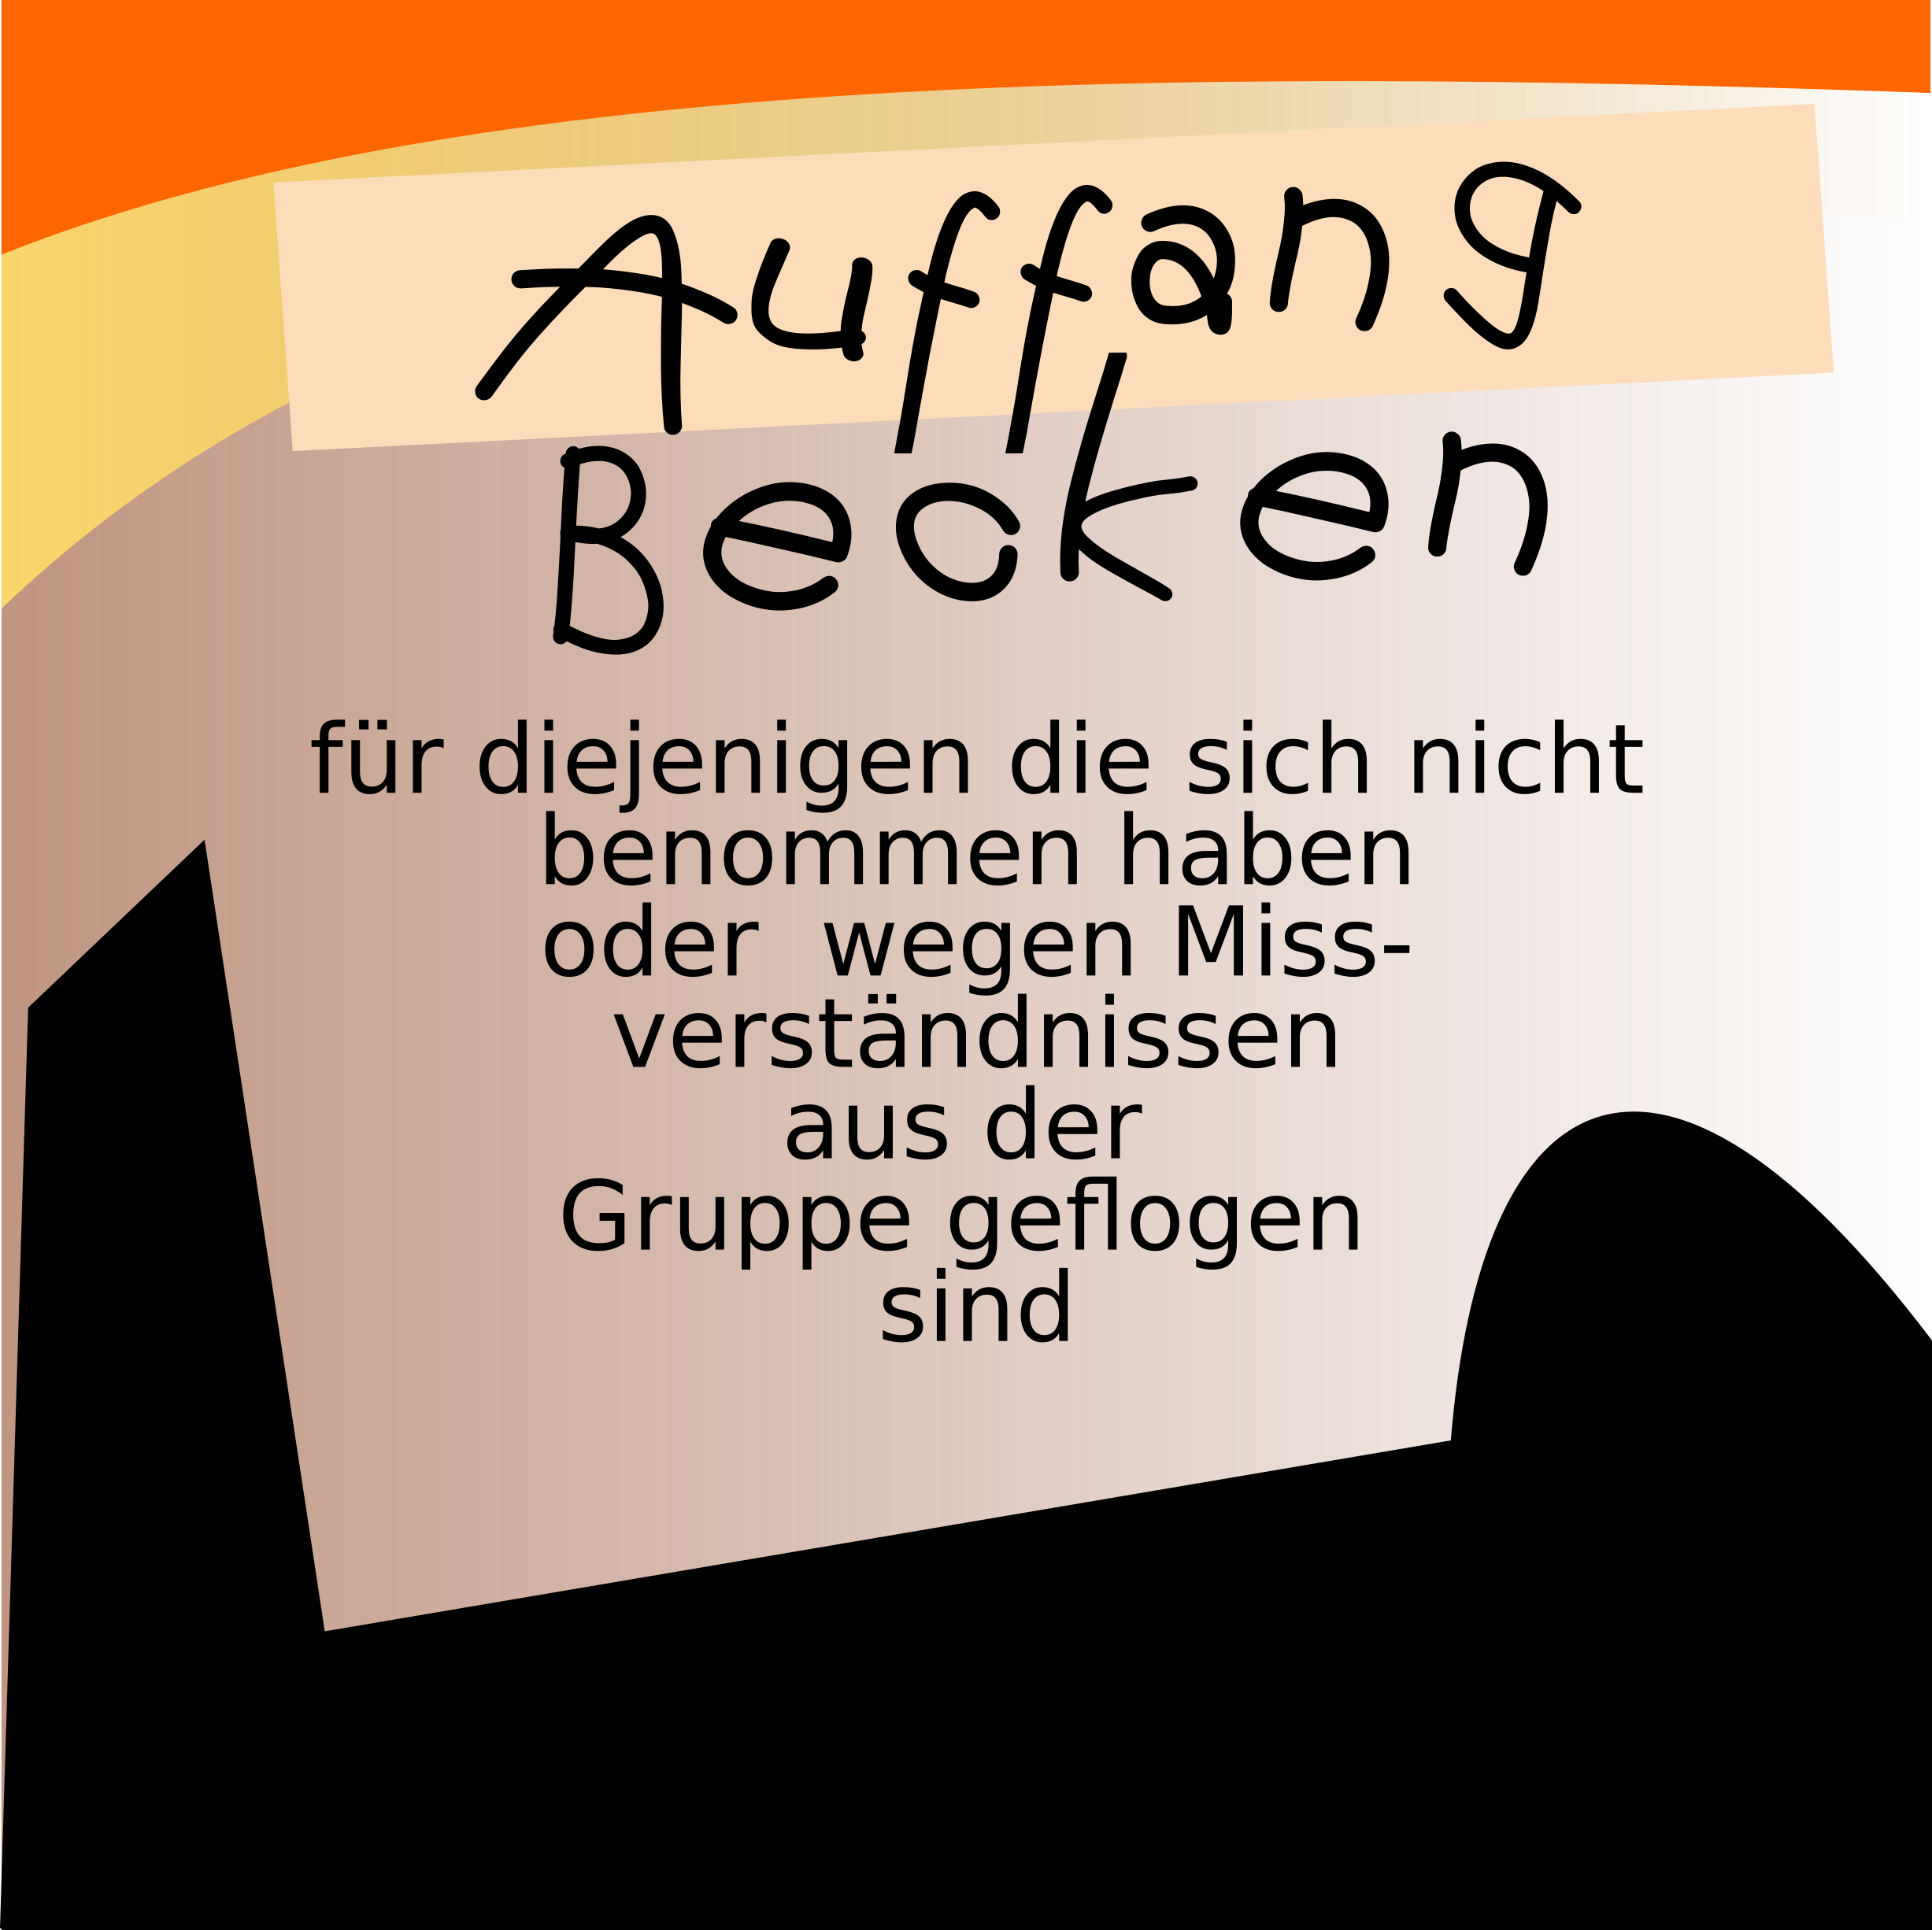 Auffang
Becken
für diejenigen die sich nicht
benommen haben
oder  wegen Miss-
verständnissen
aus der
Gruppe geflogen
sind